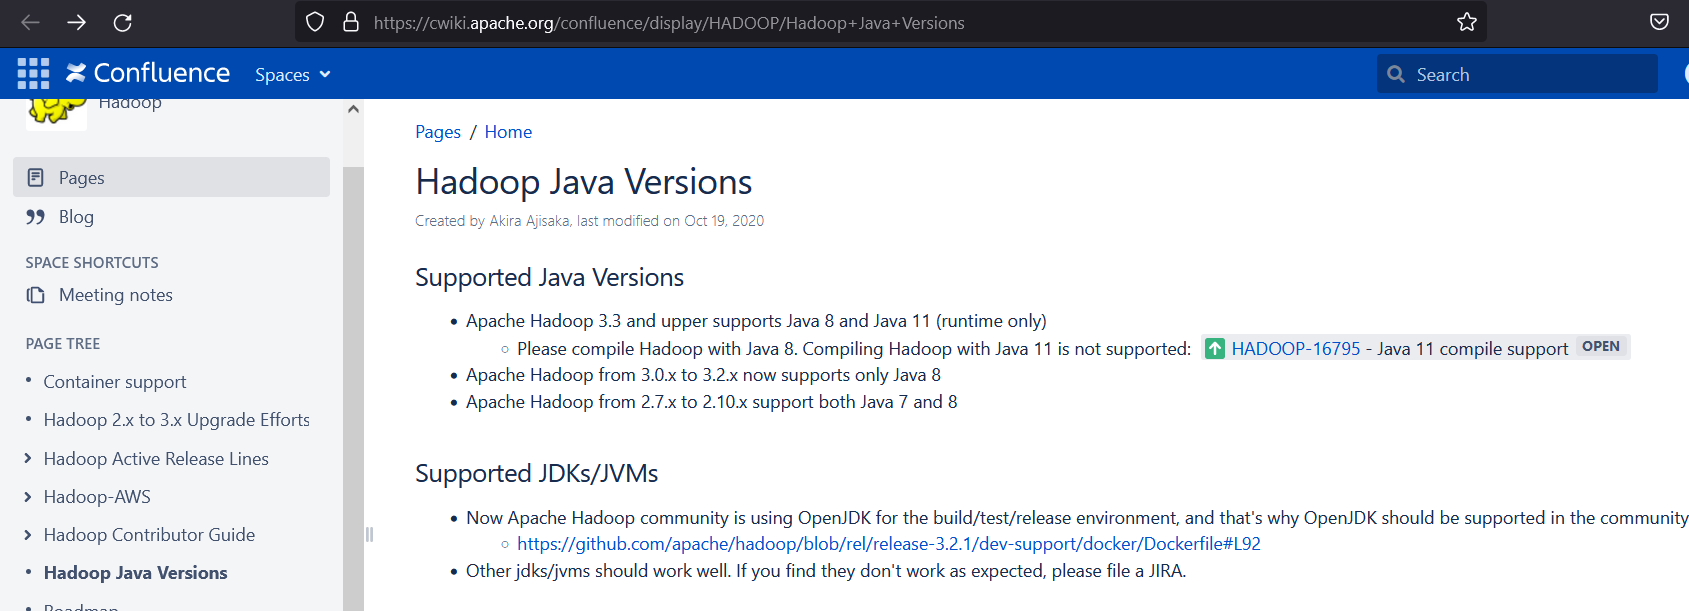 https://cwiki.apache.org/confluence/display/HADOOP/Hadoop+Java+Versions
Confluence Spaces Search
Hadoop
Pages
Blog
SPACE SHORTCUTS
Meeting notes
PAGE TREE
Container support
Hadoop 2.x to 3.x Upgrade Efforts
Hadoop Active Release Lines
Hadoop-AWS
Hadoop Contributor Guide
Hadoop Java Versions
Roadmap
Pages / Home
Hadoop Java Versions
Created by Akira Ajisaka, last modified on Oct 19, 2020
Supported Java Versions
• Apache Hadoop 3.3 and upper supports Java 8 and Java 11 (runtime only)
○ Please compile Hadoop with Java 8. Compiling Hadoop with Java 11 is not supported: HADOOP-16795 - Java 11 compile support OPEN
• Apache Hadoop from 3.0.x to 3.2.x now supports only Java 8
• Apache Hadoop from 2.7.x to 2.10.x support both Java 7 and 8
Supported JDKs/JVMs
• Now Apache Hadoop community is using OpenJDK for the build/test/release environment, and that's why OpenJDK should be supported in the community
○ https://github.com/apache/hadoop/blob/rel/release-3.2.1/dev-support/docker/Dockerfile#L92
• Other jdks/jvms should work well. If you find they don't work as expected, please file a JIRA.